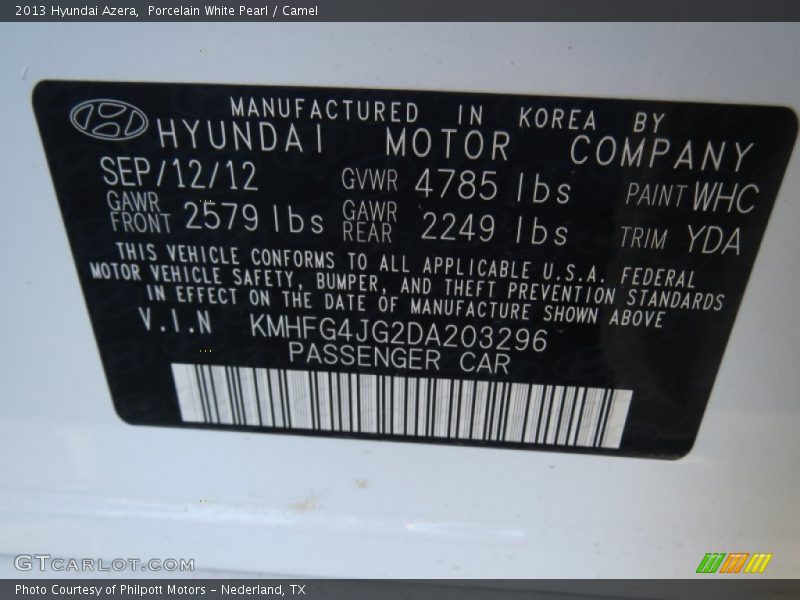 2013 Hyundai Azera, Porcelain White Pearl / Camel
MANUFACTURED IN KOREA BY
HYUNDAI MOTOR COMPANY
SEP/12/12 GVWR 4785 lbs PAINT WHC
GAWR FRONT 2579 lbs GAWR REAR 2249 lbs TRIM YDA
THIS VEHICLE CONFORMS TO ALL APPLICABLE U.S.A. FEDERAL
MOTOR VEHICLE SAFETY, BUMPER, AND THEFT PREVENTION STANDARDS
IN EFFECT ON THE DATE OF MANUFACTURE SHOWN ABOVE
V.I.N KMHFG4JG2DA203296
PASSENGER CAR
GTCARLOT.COM
Photo Courtesy of Philpott Motors - Nederland, TX